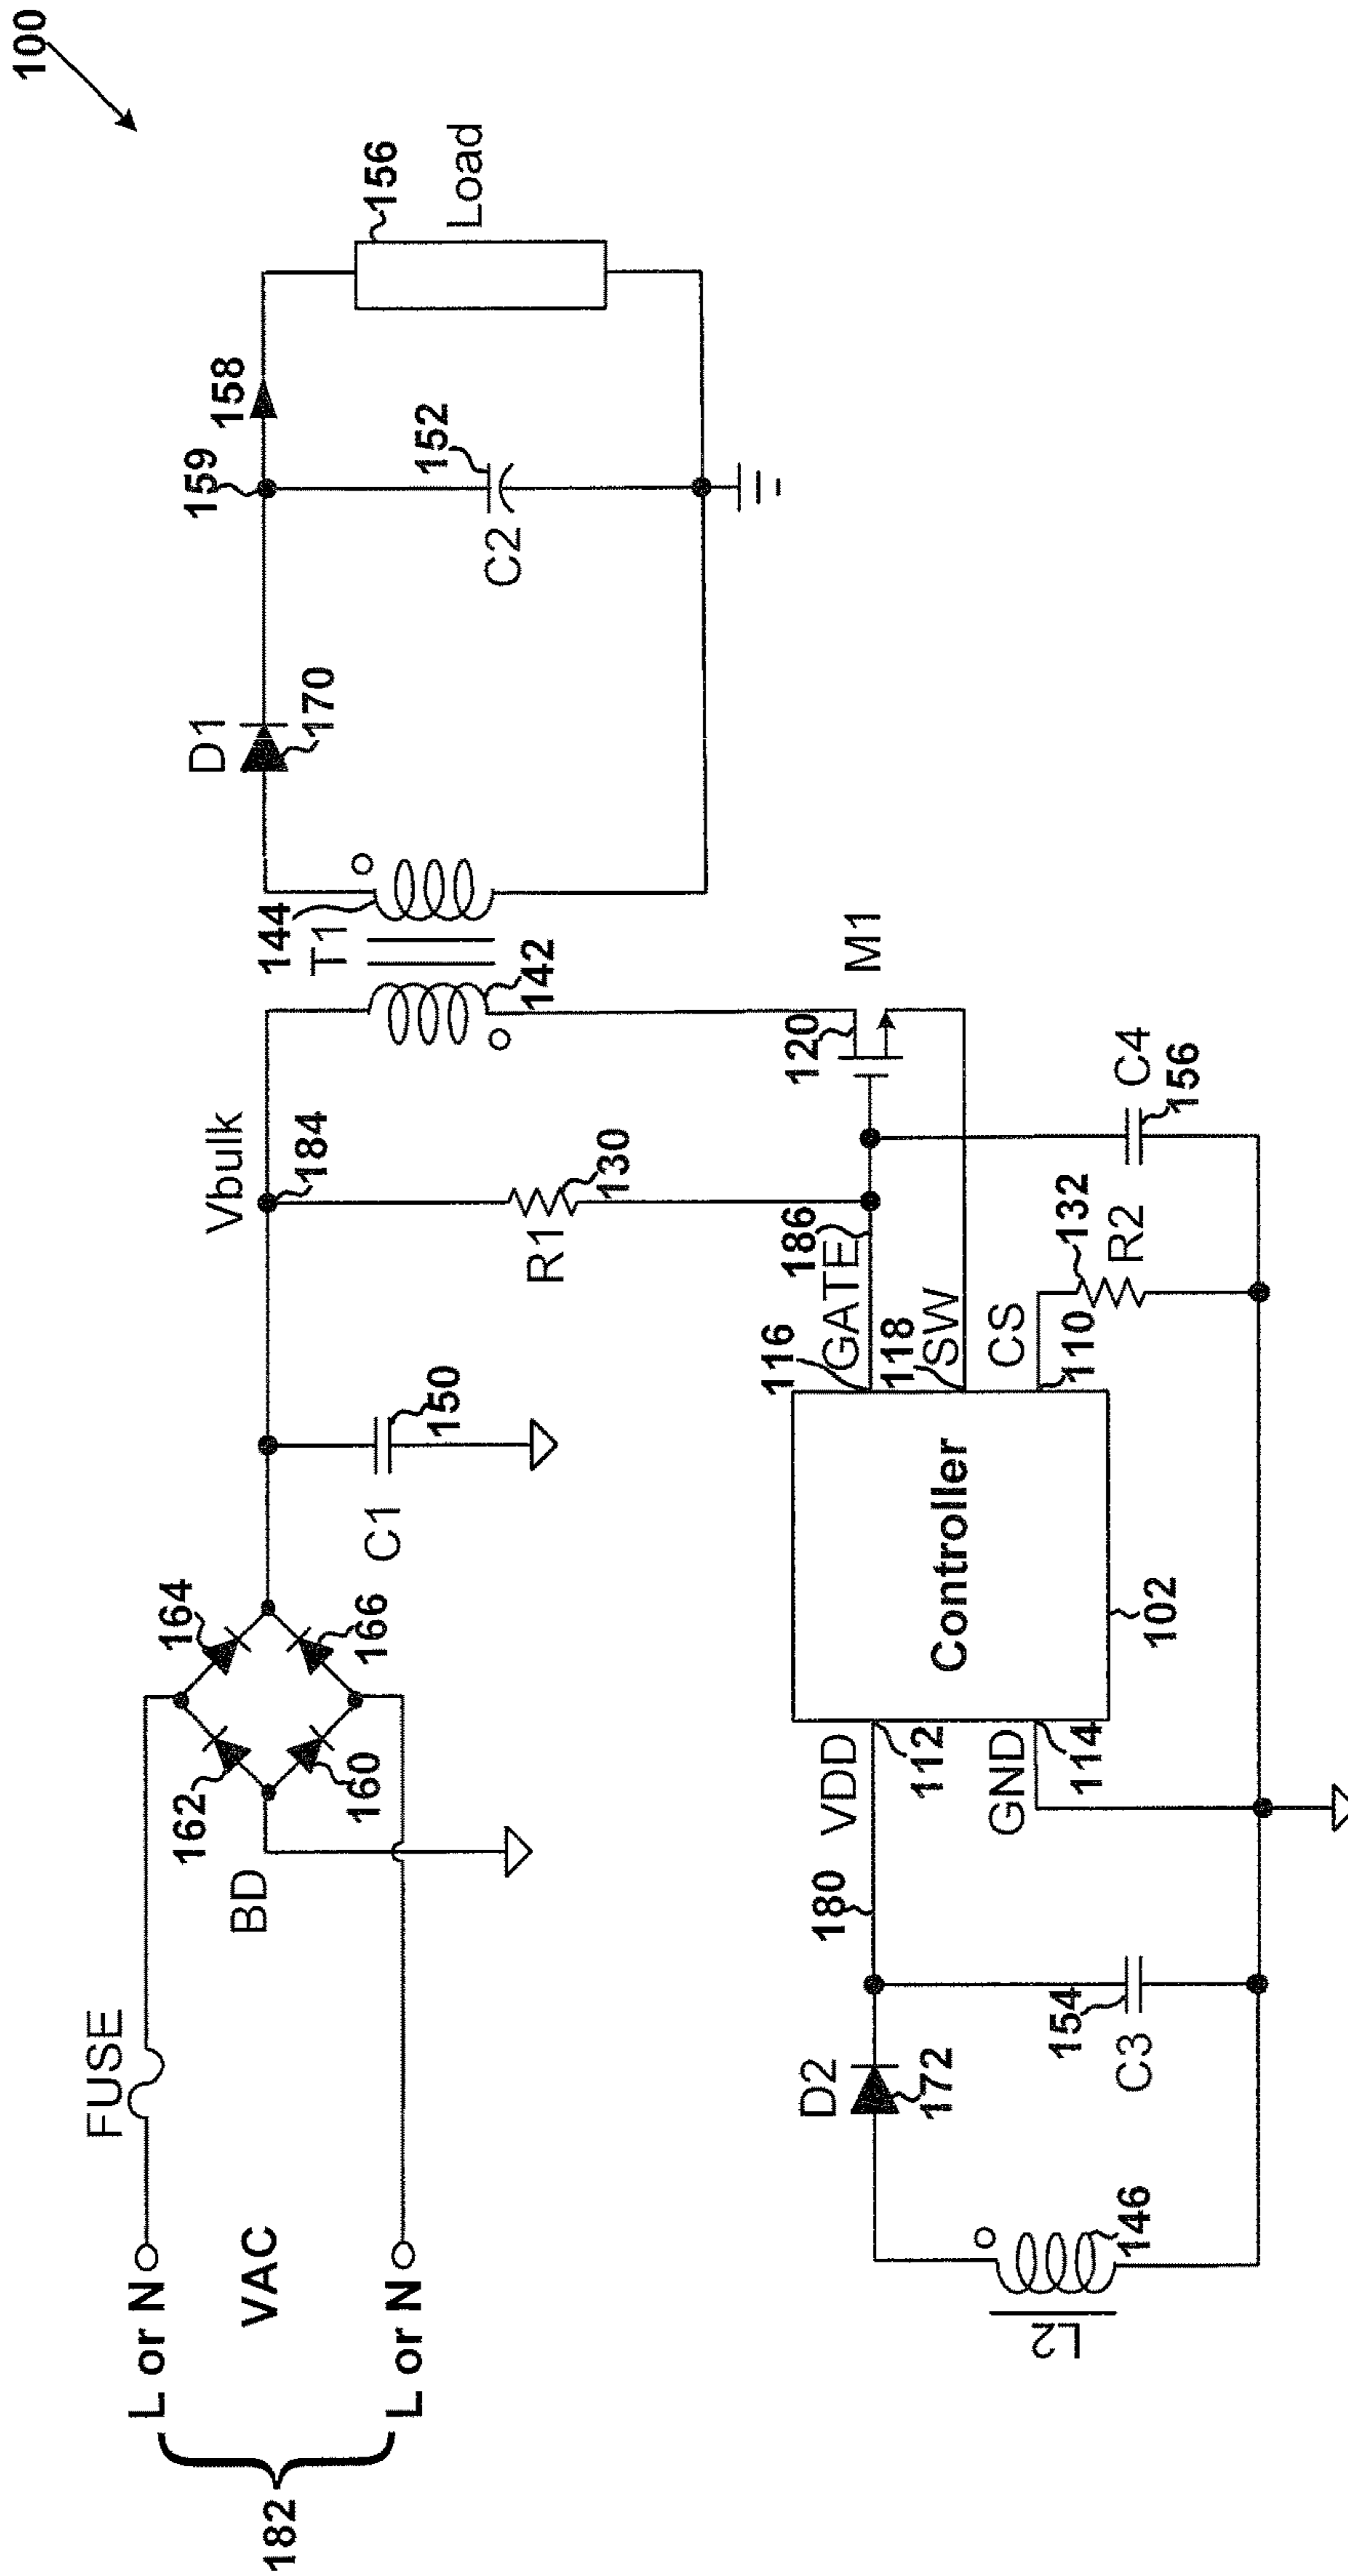 100
182
L or N
VAC
L or N
FUSE
BD
162
164
160
166
C1
150
Vbulk
184
R1
130
T1
144
142
D1
170
159
158
C2
152
156
Load
L2
146
D2
172
C3
154
180
VDD
112
GND
114
Controller
102
116
GATE
186
118
SW
CS
110
132
R2
120
M1
C4
156